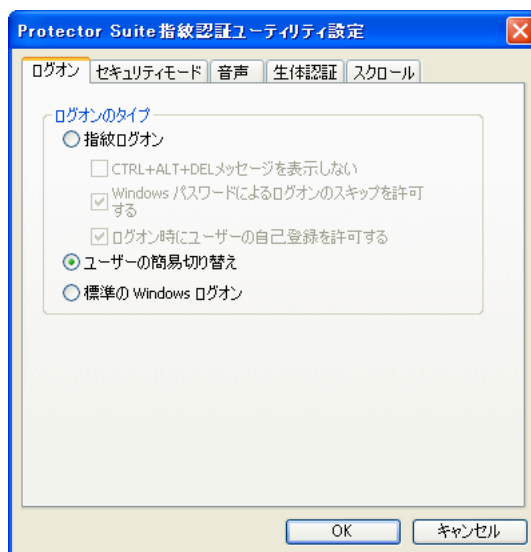 Protector Suite指紋認証ユーティリティ設定
ログオン セキュリティモード 音声 生体認証 スクロール
ログオンのタイプ
指紋ログオン
CTRL+ALT+DELメッセージを表示しない
Windows パスワードによるログオンのスキップを許可
する
ログオン時にユーザーの自己登録を許可する
ユーザーの簡易切り替え
標準の Windows ログオン
OK キャンセル